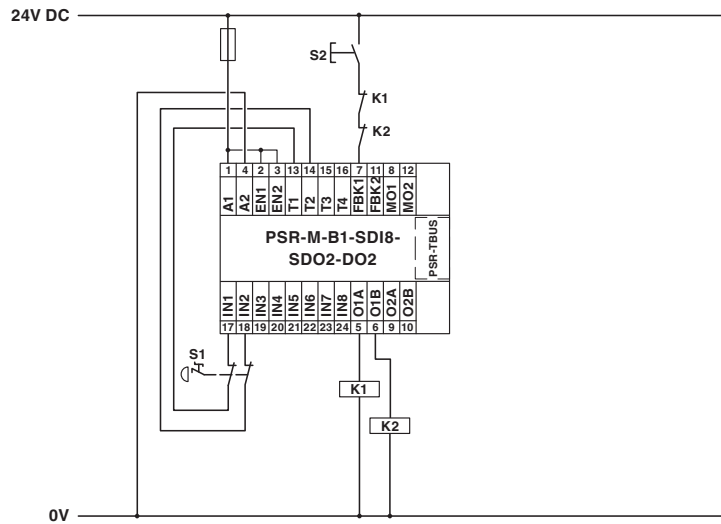 24V DC
S2
K1
K2
1 4 2 3 13 14 15 16 7 11 8 12
A1 A2 EN1 EN2 T1 T2 T3 T4 FBK1 FBK2 MO1 MO2
PSR-M-B1-SDI8-
SDO2-DO2
PSR-TBUS
IN1 IN2 IN3 IN4 IN5 IN6 IN7 IN8 O1A O1B O2A O2B
17 18 19 20 21 22 23 24 5 6 9 10
S1
K1
K2
0V